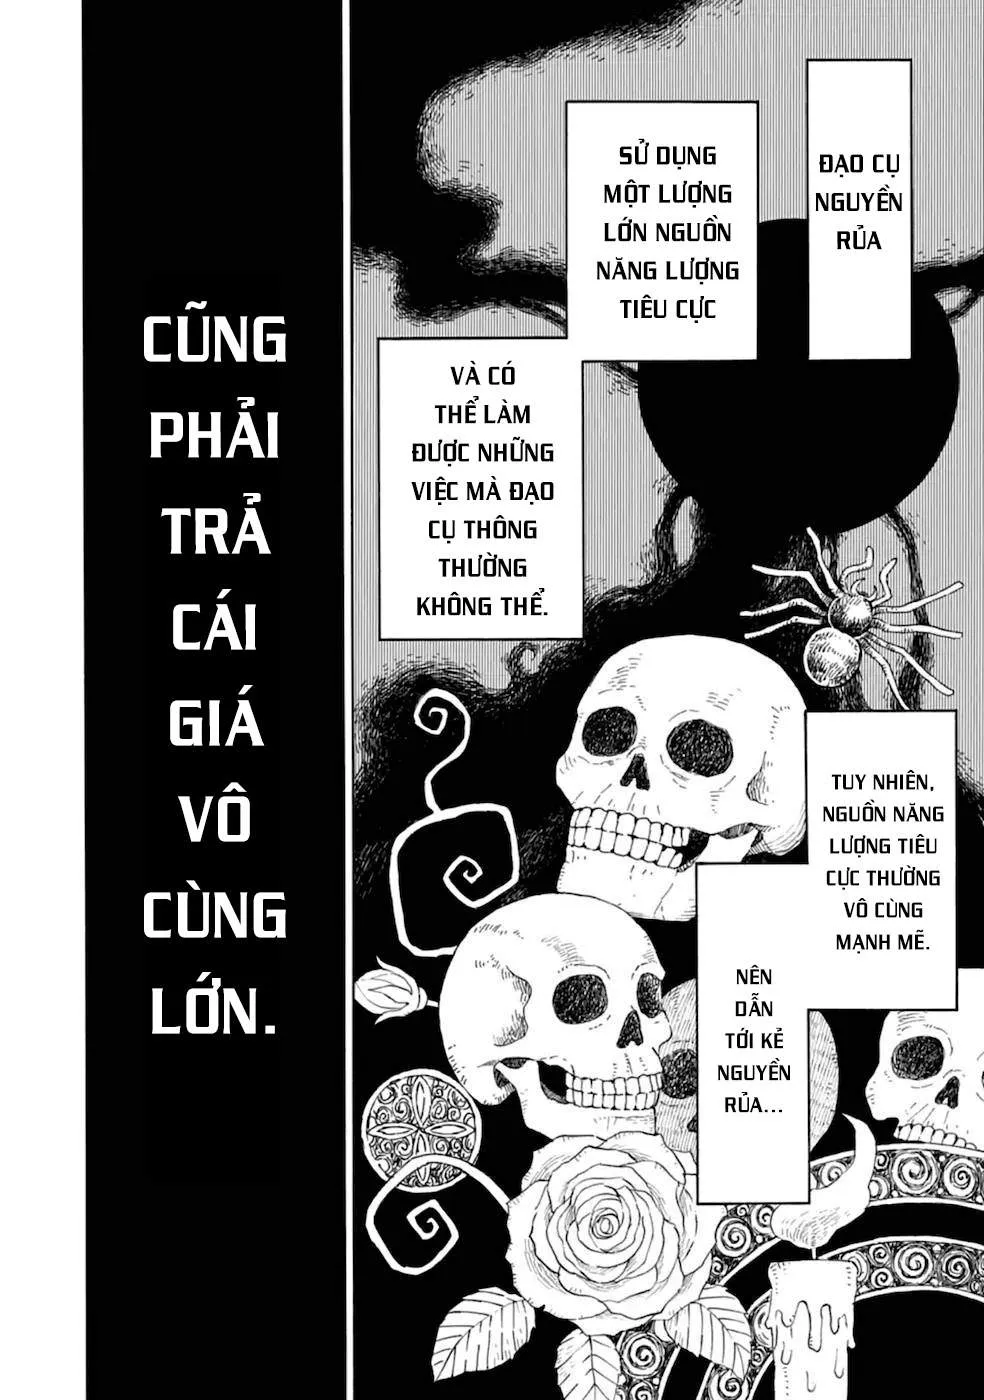 ĐẠO CỤ
NGUYỀN
RỦA
SỬ DỤNG
MỘT LƯỢNG
LỚN NGUỒN
NĂNG LƯỢNG
TIÊU CỰC
VÀ CÓ
THỂ LÀM
ĐƯỢC NHỮNG
VIỆC MÀ ĐẠO
CỤ THÔNG
THƯỜNG
KHÔNG THỂ.
TUY NHIÊN,
NGUỒN NĂNG
LƯỢNG TIÊU
CỰC THƯỜNG
VÔ CÙNG
MẠNH MẼ.
NÊN
DẪN
TỚI KẺ
NGUYỀN
RỦA...
CŨNG
PHẢI
TRẢ
CÁI
GIÁ
VÔ
CÙNG
LỚN.